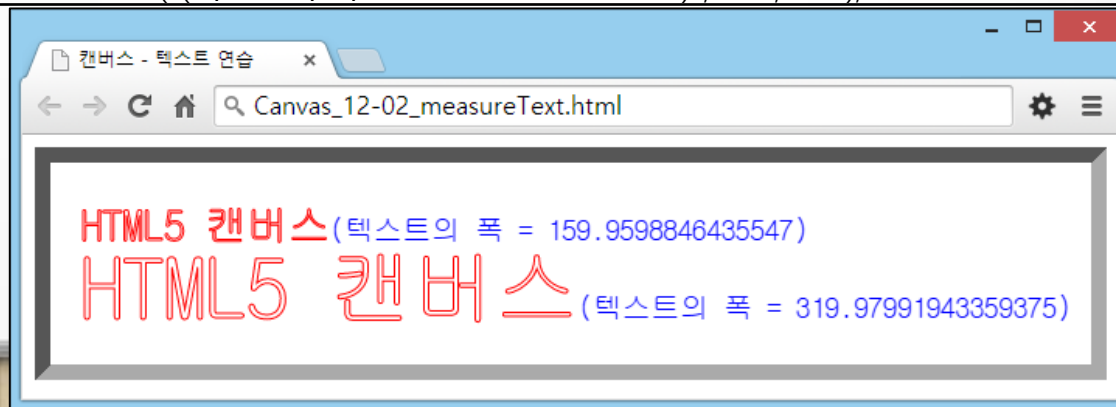 캔버스 - 텍스트 연습
Canvas_12-02_measureText.html
HTML5 캔버스(텍스트의 폭 = 159.9598846435547)
HTML5 캔버스(텍스트의 폭 = 319.97991943359375)